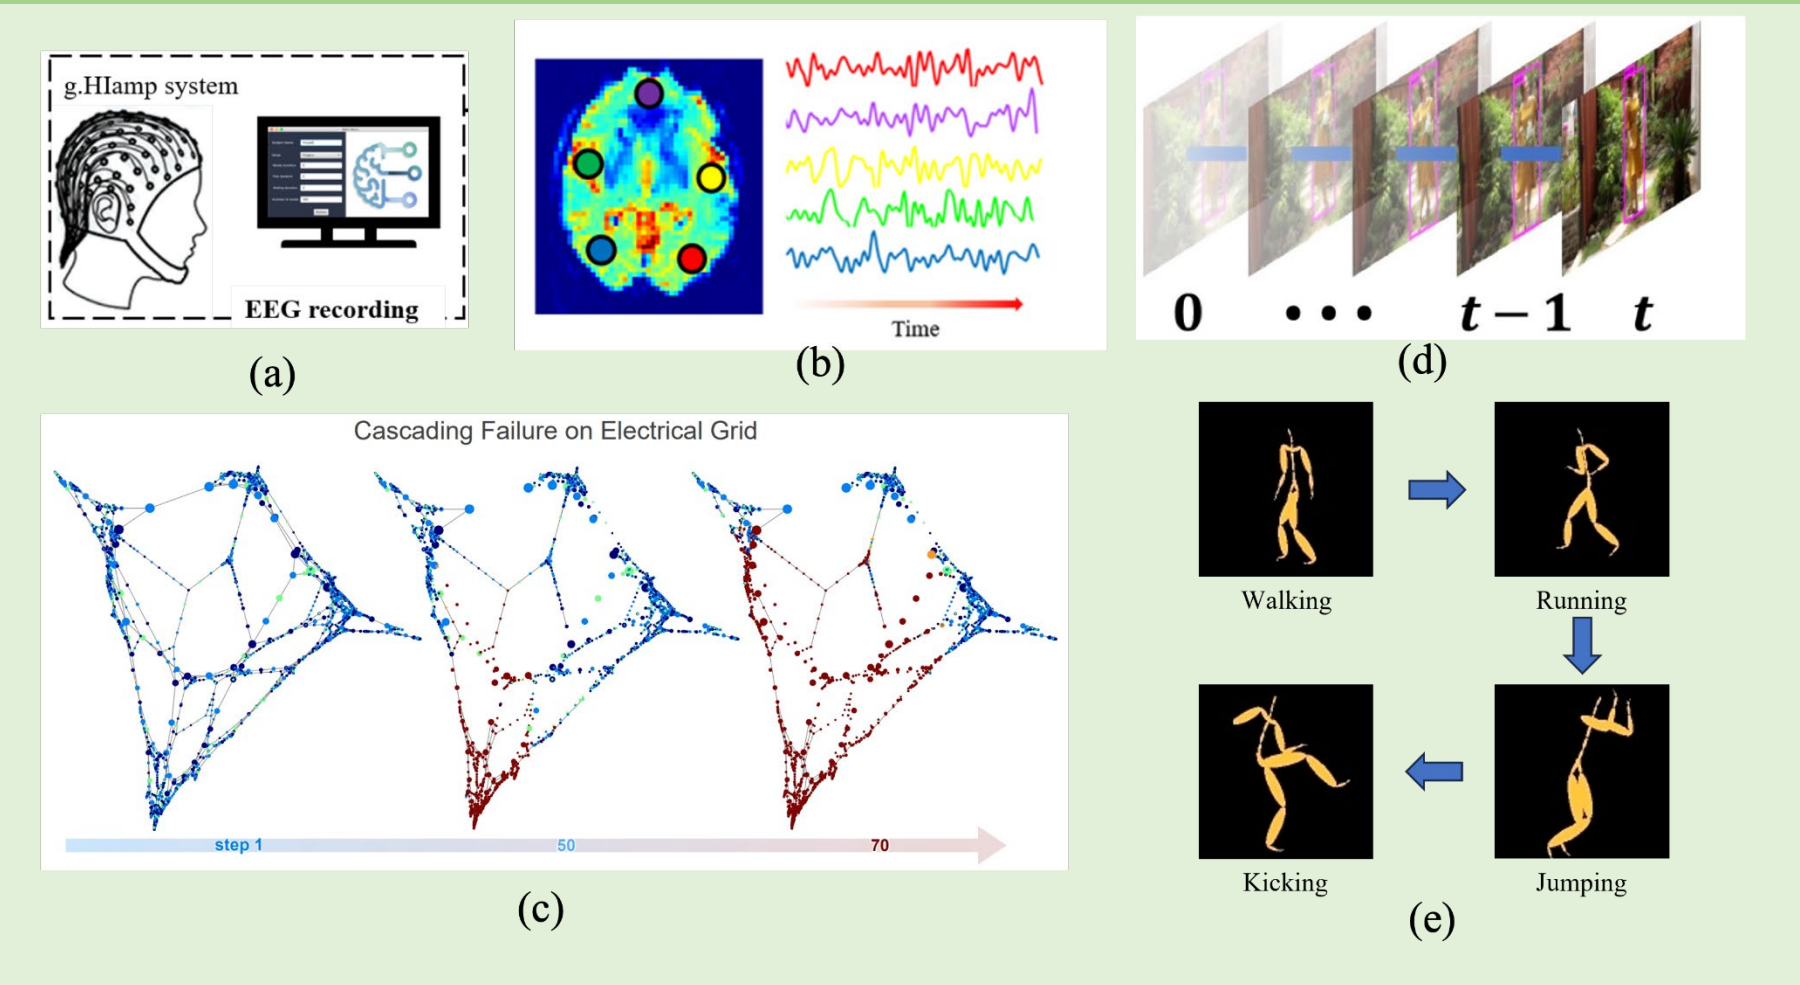 g.HIamp system
EEG recording
(a)
Time
(b)
0 • • • t − 1 t
(d)
Cascading Failure on Electrical Grid
step 1 50 70
(c)
Walking
Running
Kicking
Jumping
(e)